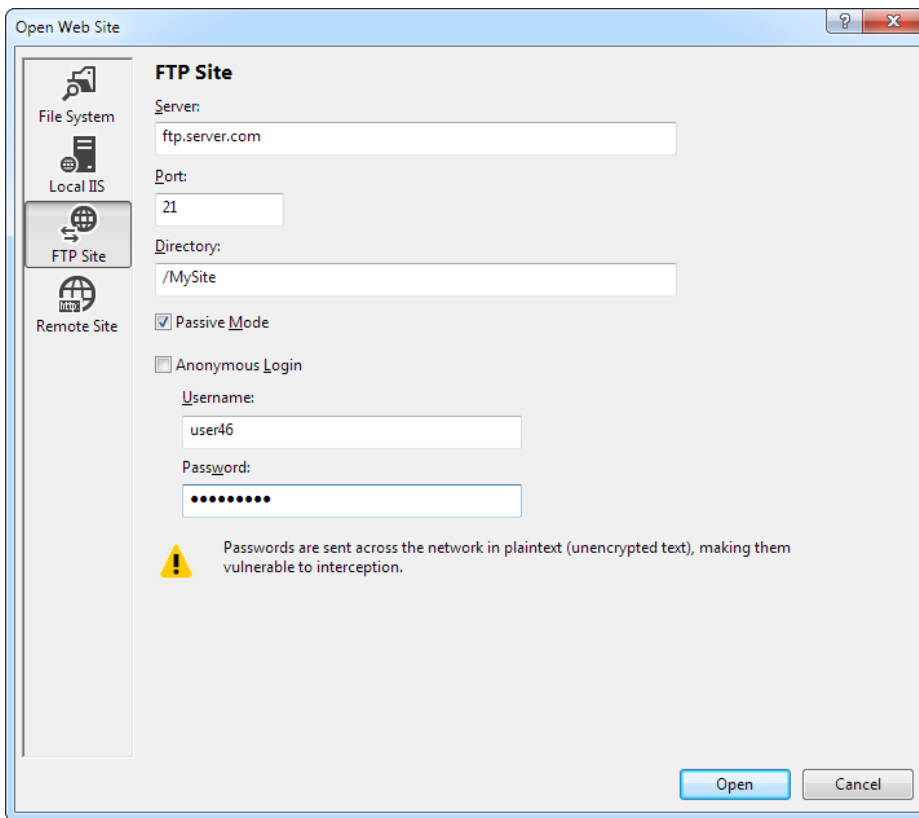 Open Web Site
File System
Local IIS
FTP Site
http
Remote Site
FTP Site
Server:
ftp.server.com
Port:
21
Directory:
/MySite
Passive Mode
Anonymous Login
Username:
user46
Password:
•••••••••
Passwords are sent across the network in plaintext (unencrypted text), making them
vulnerable to interception.
Open
Cancel